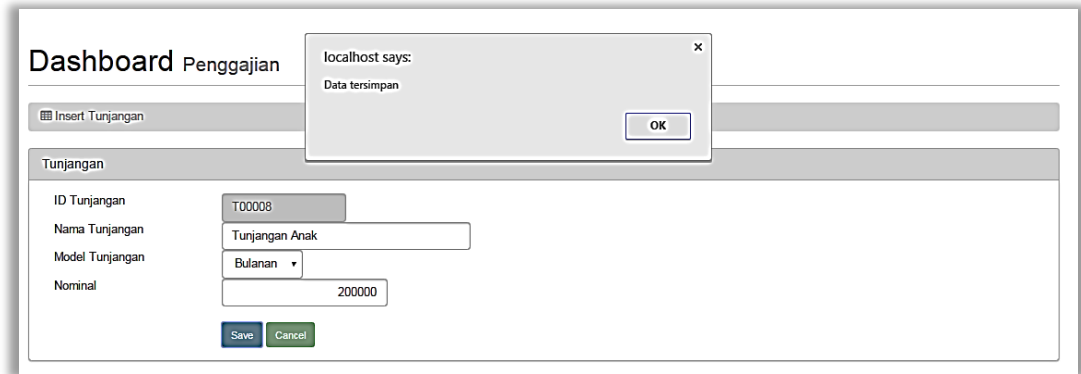 Dashboard Penggajian
localhost says:
Data tersimpan
OK
Insert Tunjangan
Tunjangan
ID Tunjangan T00008
Nama Tunjangan Tunjangan Anak
Model Tunjangan Bulanan
Nominal 200000
Save Cancel